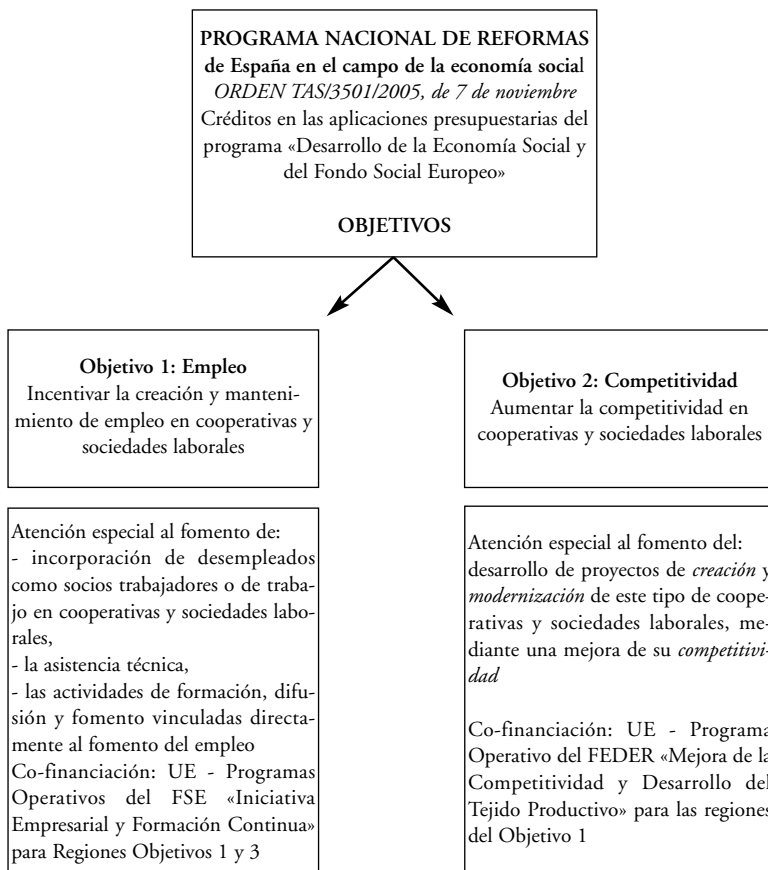 PROGRAMA NACIONAL DE REFORMAS
de España en el campo de la economía social
ORDEN TAS/3501/2005, de 7 de noviembre
Créditos en las aplicaciones presupuestarias del
programa «Desarrollo de la Economía Social y
del Fondo Social Europeo»
OBJETIVOS
Objetivo 1: Empleo
Incentivar la creación y manteni-
miento de empleo en cooperativas y
sociedades laborales
Objetivo 2: Competitividad
Aumentar la competitividad en
cooperativas y sociedades laborales
Atención especial al fomento de:
- incorporación de desempleados
como socios trabajadores o de traba-
jo en cooperativas y sociedades labo-
rales,
- la asistencia técnica,
- las actividades de formación, difu-
sión y fomento vinculadas directa-
mente al fomento del empleo
Co-financiación: UE - Programas
Operativos del FSE «Iniciativa
Empresarial y Formación Continua»
para Regiones Objetivos 1 y 3
Atención especial al fomento del:
desarrollo de proyectos de creación y
modernización de este tipo de coope-
rativas y sociedades laborales, me-
diante una mejora de su competitivi-
dad
Co-financiación: UE - Programa
Operativo del FEDER «Mejora de la
Competitividad y Desarrollo del
Tejido Productivo» para las regiones
del Objetivo 1